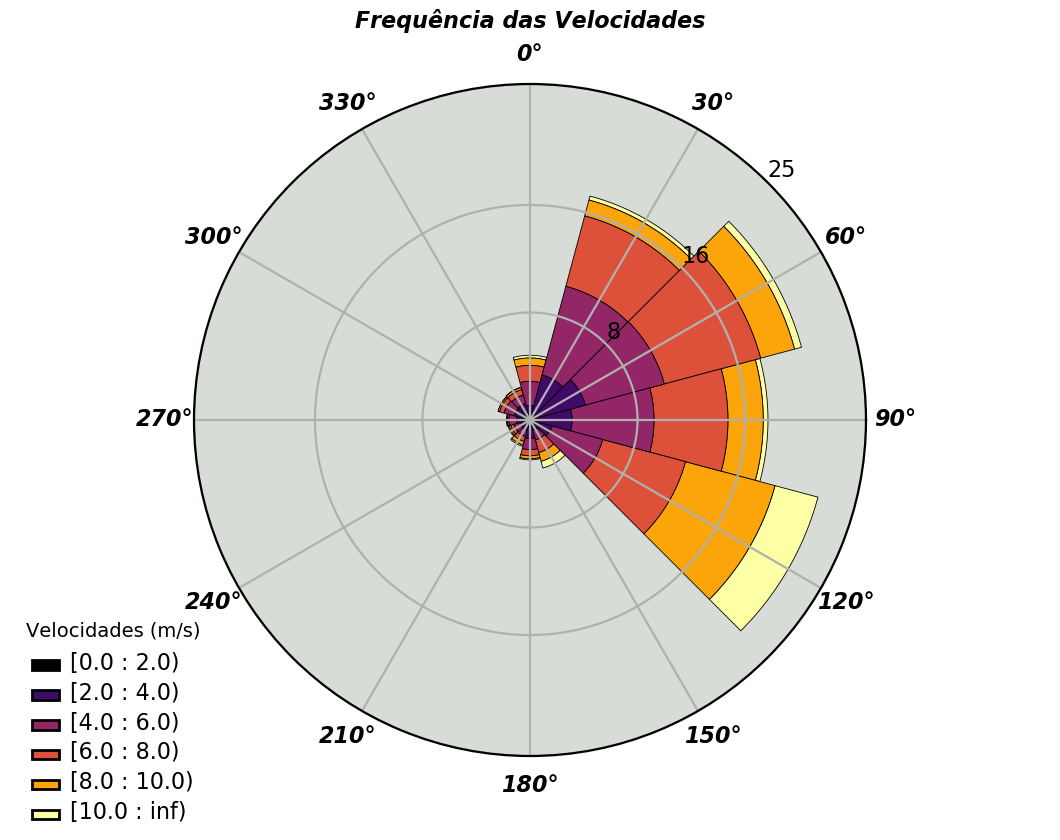 Frequência das Velocidades
0°
330°
30°
25
300°
60°
16
8
270°
90°
240°
120°
210°
150°
180°
Velocidades (m/s)
[0.0 : 2.0)
[2.0 : 4.0)
[4.0 : 6.0)
[6.0 : 8.0)
[8.0 : 10.0)
[10.0 : inf)